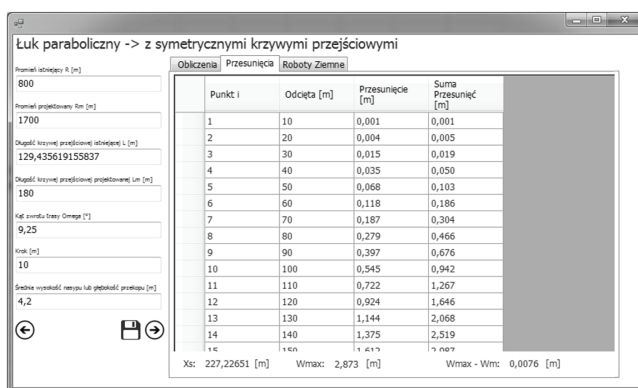 Łuk paraboliczny -> z symetrycznymi krzywymi przejściowymi
Promień istniejący R [m]
800
Promień projektowany Rm [m]
1700
Długość krzywej przejściowej istniejącej L [m]
129,435619155837
Długość krzywej przejściowej projektowanej Lm [m]
180
Kąt zwrotu trasy Omega [°]
9,25
Krok [m]
10
Średnia wysokość nasypu lub głębokość przekopu [m]
4,2
Obliczenia Przesunięcia Roboty Ziemne
Punkt i Odcięta [m] Przesunięcie [m] Suma Przesunięć [m]
1 10 0,001 0,001
2 20 0,004 0,005
3 30 0,015 0,019
4 40 0,035 0,050
5 50 0,068 0,103
6 60 0,118 0,186
7 70 0,187 0,304
8 80 0,279 0,466
9 90 0,397 0,676
10 100 0,545 0,942
11 110 0,722 1,267
12 120 0,924 1,646
13 130 1,144 2,068
14 140 1,375 2,519
15 150 1,612
Xs: 227,22651 [m] Wmax: 2,873 [m] Wmax - Wm: 0,0076 [m]